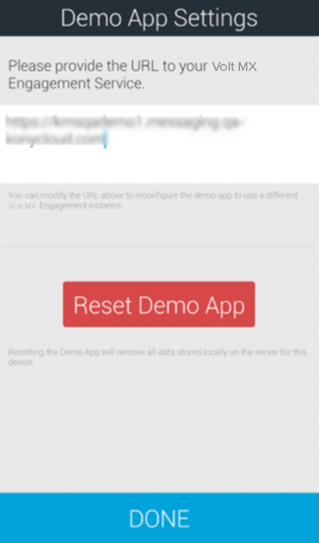 Demo App Settings
Please provide the URL to your Volt MX
Engagement Service.
https://kmsqademo1.messaging.qa-
konycloud.com
You can modify the URL above to reconfigure the demo app to use a different
Volt MX Engagement instance.
Reset Demo App
Resetting the Demo App will remove all data stored locally on the server for this
device.
DONE